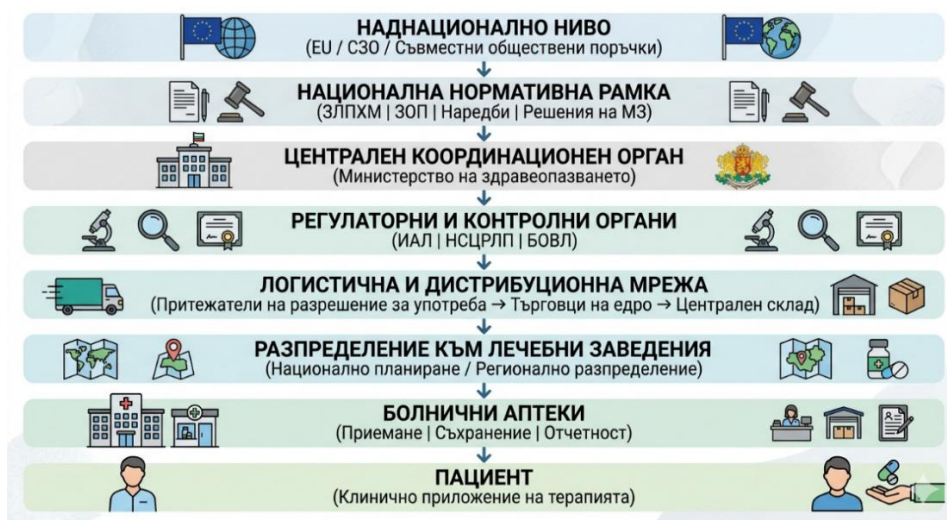 НАДНАЦИОНАЛНО НИВО
(EU / СЗО / Съвместни обществени поръчки)
НАЦИОНАЛНА НОРМАТИВНА РАМКА
(ЗЛПХМ | ЗОП | Наредби | Решения на МЗ)
ЦЕНТРАЛЕН КООРДИНАЦИОНЕН ОРГАН
(Министерство на здравеопазването)
РЕГУЛАТОРНИ И КОНТРОЛНИ ОРГАНИ
(ИАЛ | НСЦРЛП | БОВЛ)
ЛОГИСТИЧНА И ДИСТРИБУЦИОННА МРЕЖА
(Притежатели на разрешение за употреба → Търговци на едро → Централен склад)
РАЗПРЕДЕЛЕНИЕ КЪМ ЛЕЧЕБНИ ЗАВЕДЕНИЯ
(Национално планиране / Регионално разпределение)
БОЛНИЧНИ АПТЕКИ
(Приемане | Съхранение | Отчетност)
ПАЦИЕНТ
(Клинично приложение на терапията)